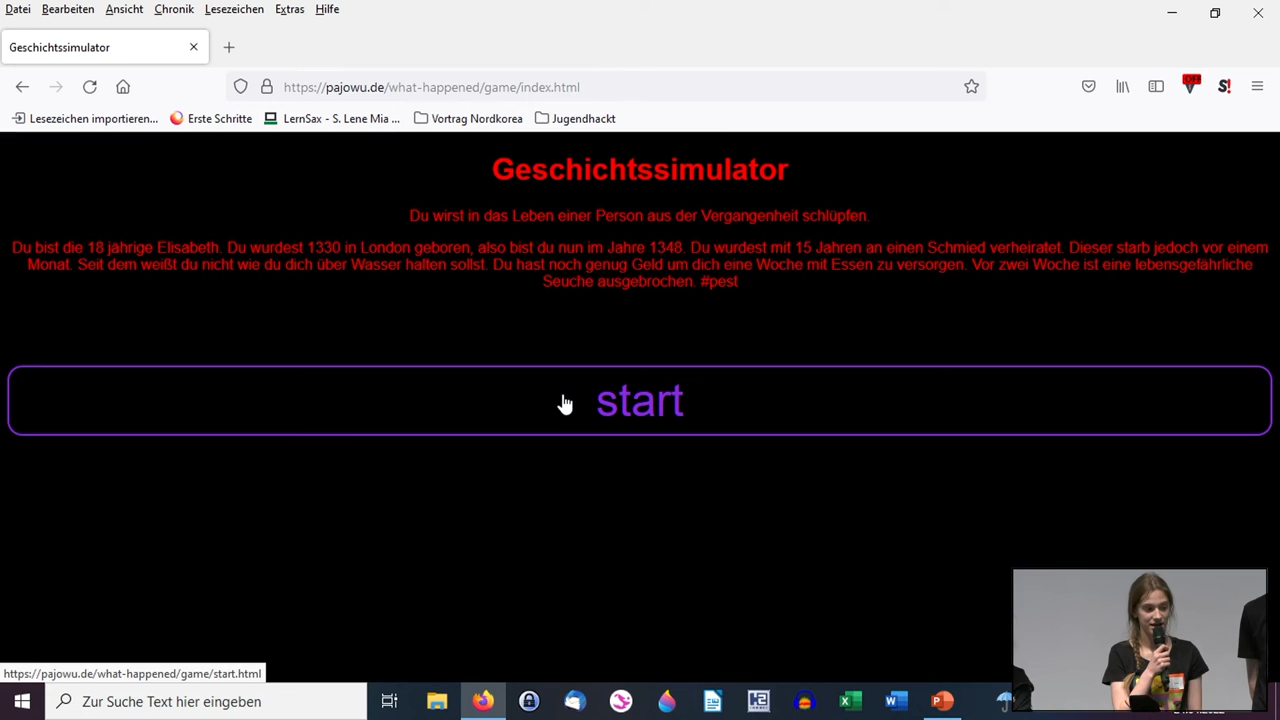 Datei Bearbeiten Ansicht Chronik Lesezeichen Extras Hilfe
Geschichtssimulator
https://pajowu.de/what-happened/game/index.html
OFF
S!
Lesezeichen importieren... Erste Schritte LernSax - S. Lene Mia ... Vortrag Nordkorea Jugendhackt
Geschichtssimulator
Du wirst in das Leben einer Person aus der Vergangenheit schlüpfen.
Du bist die 18 jährige Elisabeth. Du wurdest 1330 in London geboren, also bist du nun im Jahre 1348. Du wurdest mit 15 Jahren an einen Schmied verheiratet. Dieser starb jedoch vor einem
Monat. Seit dem weißt du nicht wie du dich über Wasser halten sollst. Du hast noch genug Geld um dich eine Woche mit Essen zu versorgen. Vor zwei Woche ist eine lebensgefährliche
Seuche ausgebrochen. #pest
start
https://pajowu.de/what-happened/game/start.html
Zur Suche Text hier eingeben